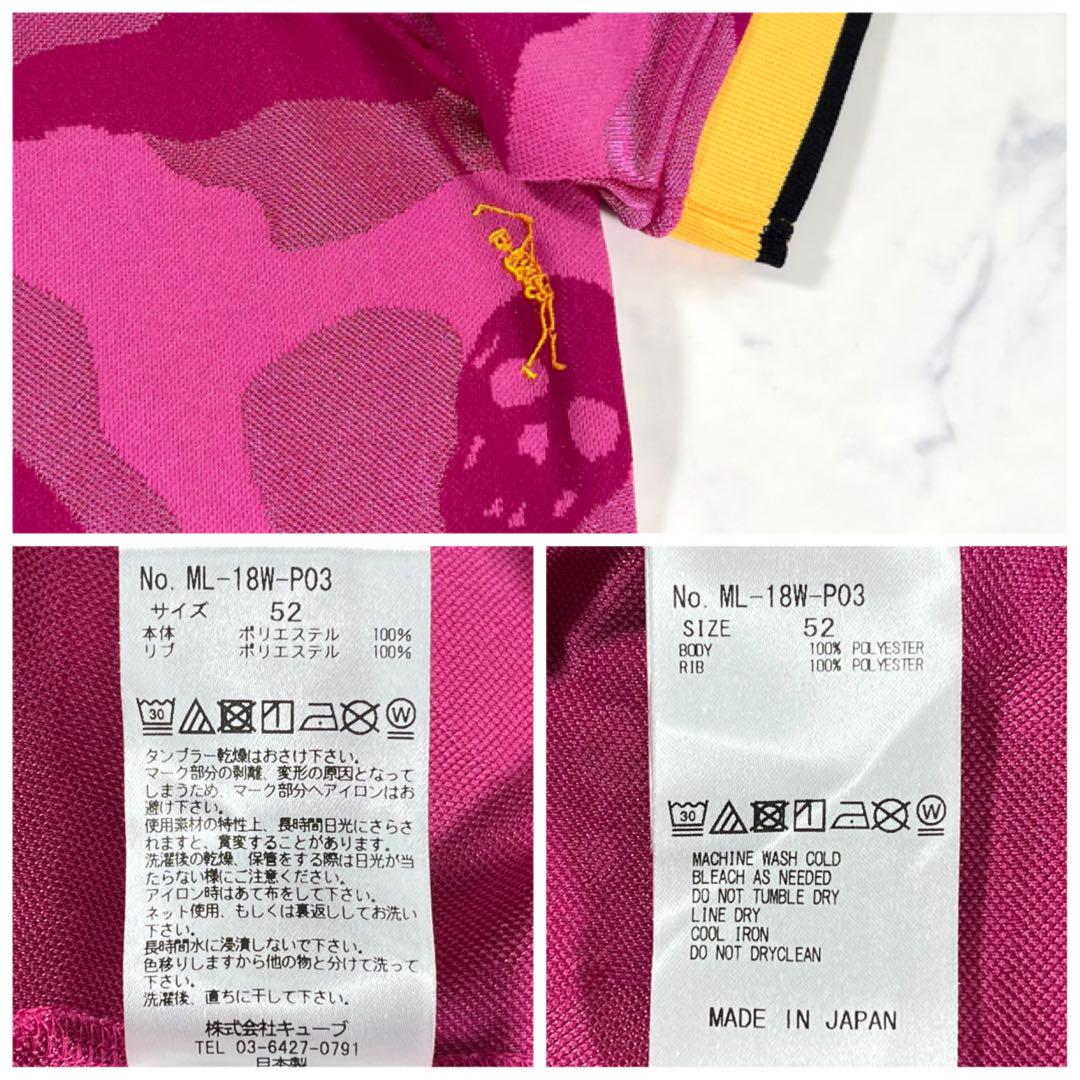 No. ML-18W-P03
サイズ 52
本体 ポリエステル 100%
リブ ポリエステル 100%
30 W
タンブラー乾燥はおさけ下さい。
マーク部分の剥離、変形の原因となって
しまうため、マーク部分へアイロンはお
避け下さい。
使用素材の特性上、長時間日光にさらさ
れますと、黄変することがあります。
洗濯後の乾燥、保管をする際は日光が当
たらない様にご注意ください。
アイロン時はあて布をして下さい。
ネット使用、もしくは裏返ししてお洗い
下さい。
長時間水に浸漬しないで下さい。
色移りしますから他の物と分けて洗って
下さい。
洗濯後、直ちに干して下さい。
株式会社キューブ
TEL 03-6427-0791
日本製
No. ML-18W-P03
SIZE 52
BODY 100% POLYESTER
RIB 100% POLYESTER
30 W
MACHINE WASH COLD
BLEACH AS NEEDED
DO NOT TUMBLE DRY
LINE DRY
COOL IRON
DO NOT DRYCLEAN
MADE IN JAPAN